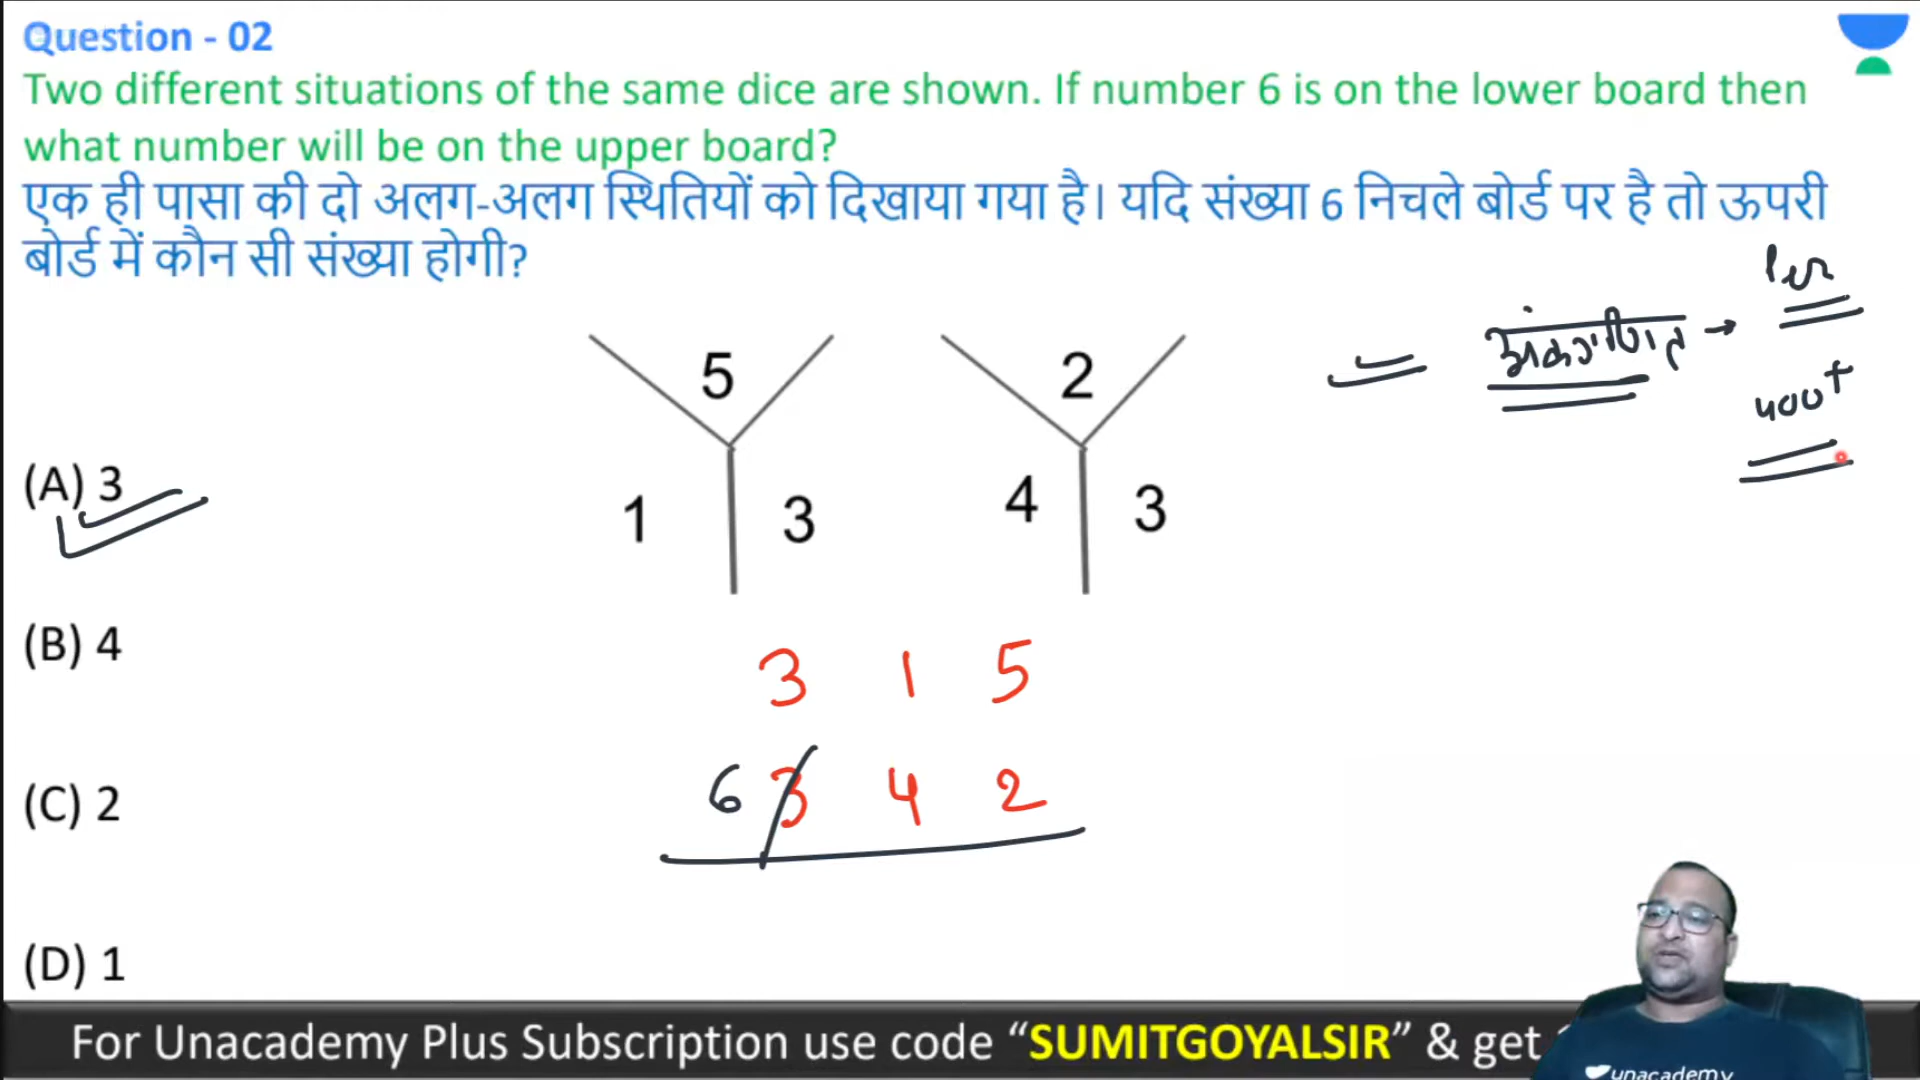 Question - 02
Two different situations of the same dice are shown. If number 6 is on the lower board then
what number will be on the upper board?
एक ही पासा की दो अलग-अलग स्थितियों को दिखाया गया है। यदि संख्या 6 निचले बोर्ड पर है तो ऊपरी
बोर्ड में कौन सी संख्या होगी?
5
1 3
2
4 3
400+
(A) 3
(B) 4
(C) 2
(D) 1
3 1 5
6 3 4 2
For Unacademy Plus Subscription use code “SUMITGOYALSIR” & get
unacademy